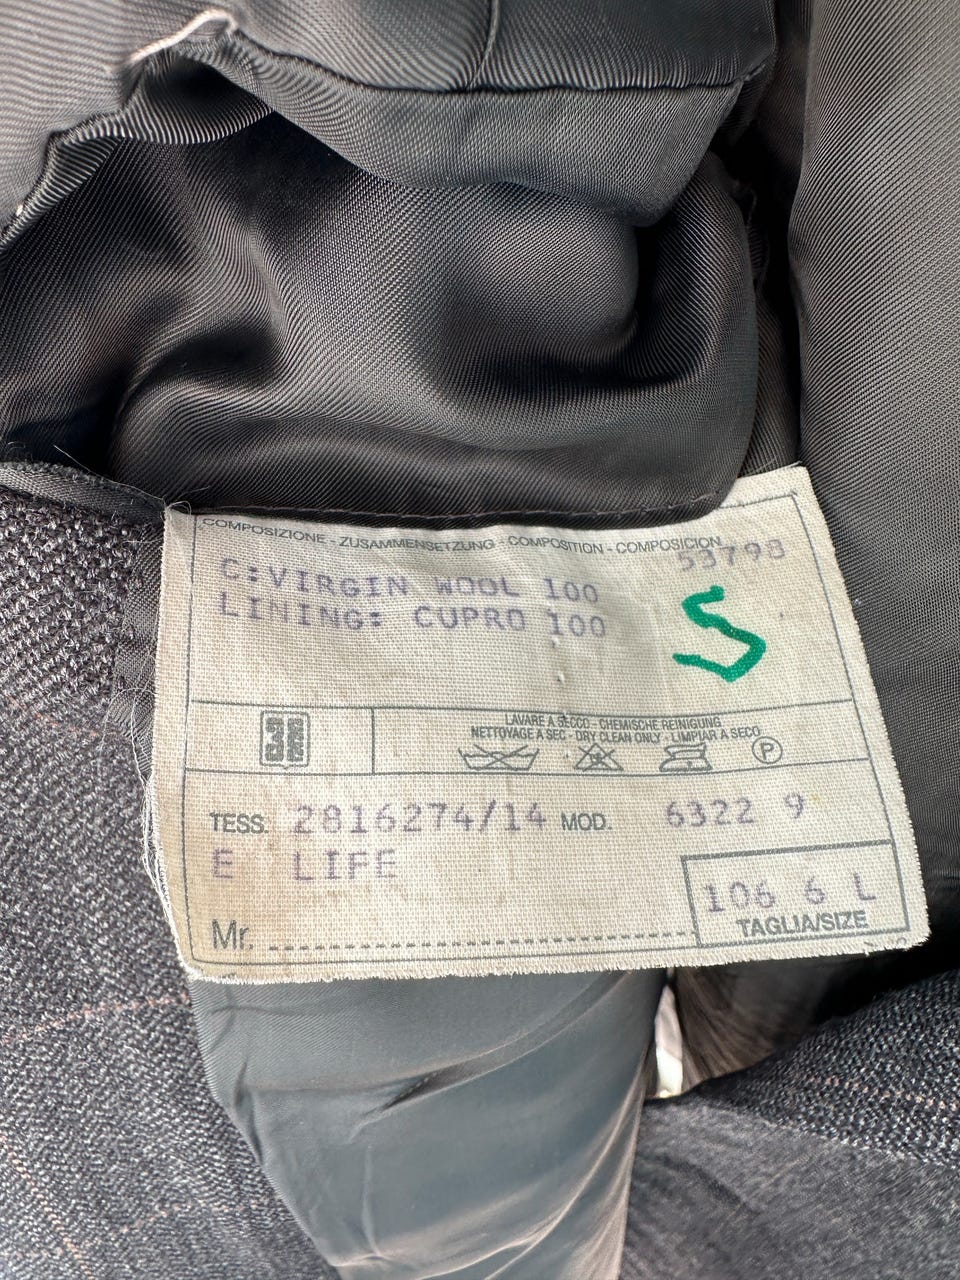 COMPOSIZIONE - ZUSAMMENSETZUNG - COMPOSITION - COMPOSICION
53798
C:VIRGIN WOOL 100
LINING: CUPRO 100
S
LAVARE A SECCO - CHEMISCHE REINIGUNG
NETTOYAGE A SEC - DRY CLEAN ONLY - LIMPIAR A SECO
P
TESS. 2816274/14 MOD. 6322 9
E LIFE
106 6 L
Mr.
TAGLIA/SIZE